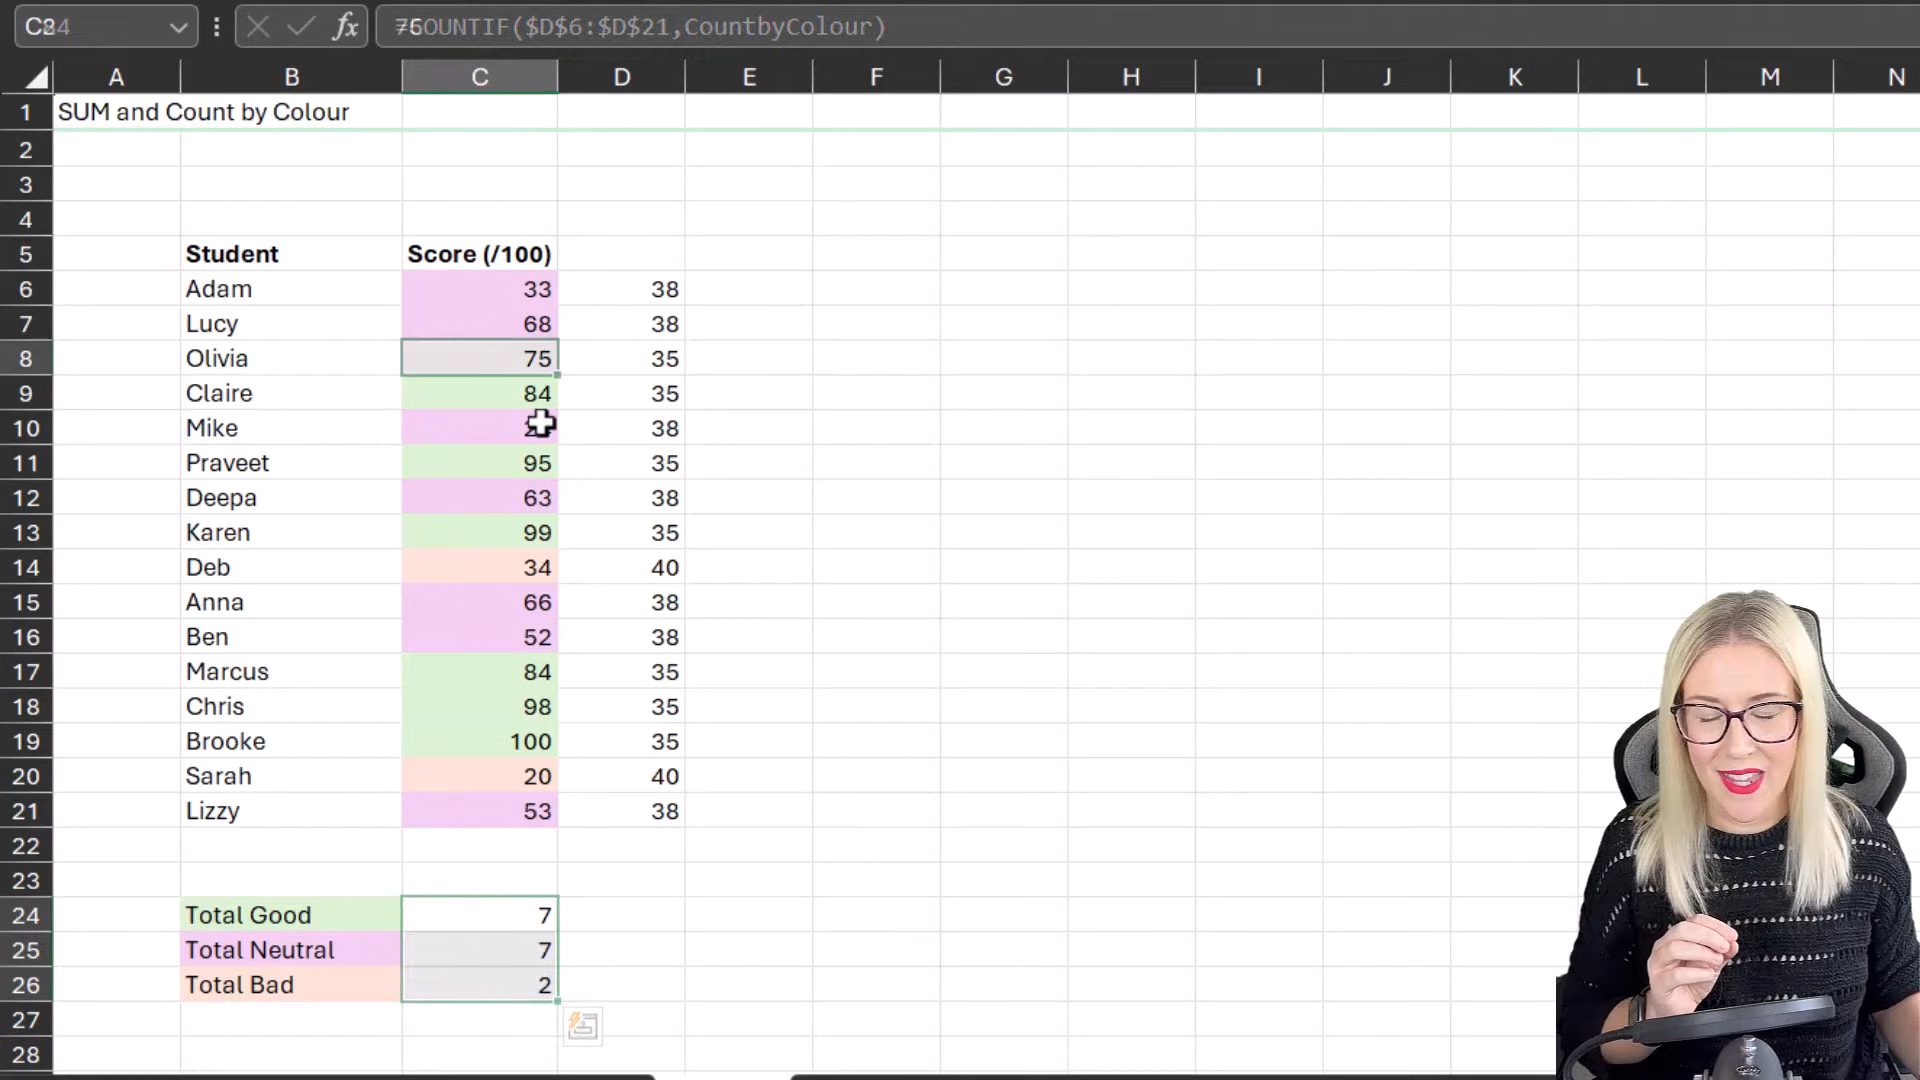 fx COUNTIF($D$6:$D$21,CountbyColour)
A B C D E F G H I J K L M N
1 SUM and Count by Colour
2
3
4
5 Student Score (/100)
6 Adam 33 38
7 Lucy 68 38
8 Olivia 75 35
9 Claire 84 35
10 Mike 38
11 Praveet 95 35
12 Deepa 63 38
13 Karen 99 35
14 Deb 34 40
15 Anna 66 38
16 Ben 52 38
17 Marcus 84 35
18 Chris 98 35
19 Brooke 100 35
20 Sarah 20 40
21 Lizzy 53 38
22
23
24 Total Good 7
25 Total Neutral 7
26 Total Bad 2
27
28